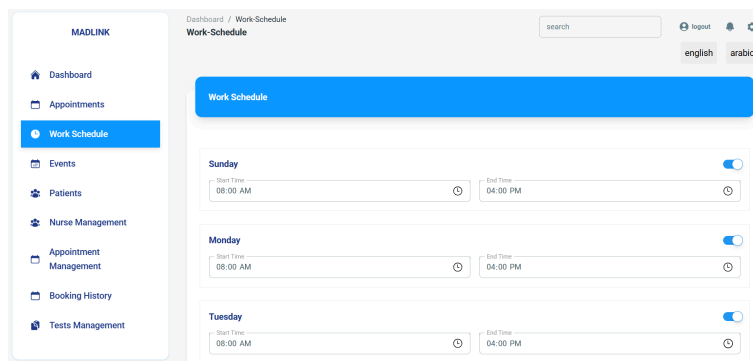 MADLINK
Dashboard
Appointments
Work Schedule
Events
Patients
Nurse Management
Appointment
Management
Booking History
Tests Management
Dashboard / Work-Schedule
Work-Schedule
search
logout
english
arabic
Work Schedule
Sunday
Start Time
08:00 AM
End Time
04:00 PM
Monday
Start Time
08:00 AM
End Time
04:00 PM
Tuesday
Start Time
08:00 AM
End Time
04:00 PM